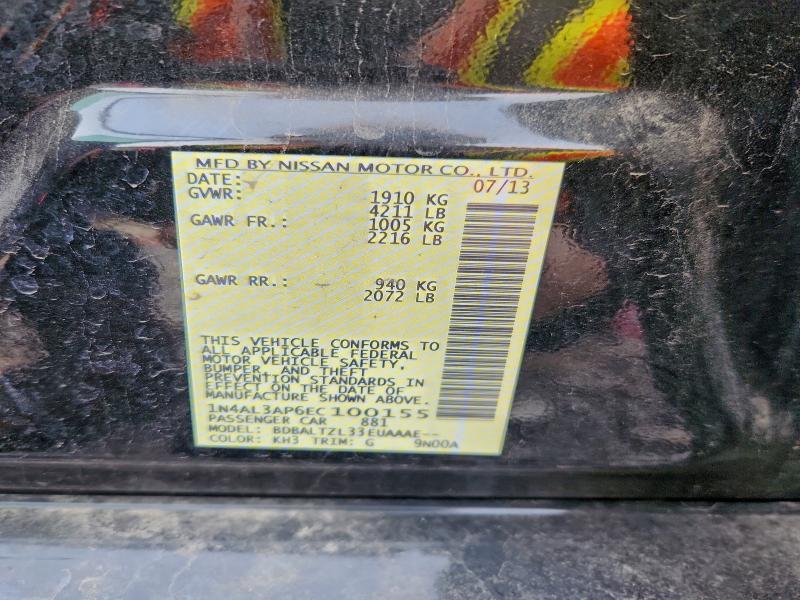 MFD BY NISSAN MOTOR CO., LTD.
DATE: 07/13
GVWR: 1910 KG
4211 LB
GAWR FR.: 1005 KG
2216 LB
GAWR RR.: 940 KG
2072 LB
THIS VEHICLE CONFORMS TO
ALL APPLICABLE FEDERAL
MOTOR VEHICLE SAFETY,
BUMPER, AND THEFT
PREVENTION STANDARDS IN
EFFECT ON THE DATE OF
MANUFACTURE SHOWN ABOVE.
1N4AL3AP6EC100155
PASSENGER CAR 881
MODEL: BDBALTZL33EUAAAE--
COLOR: KH3 TRIM: G 9N00A